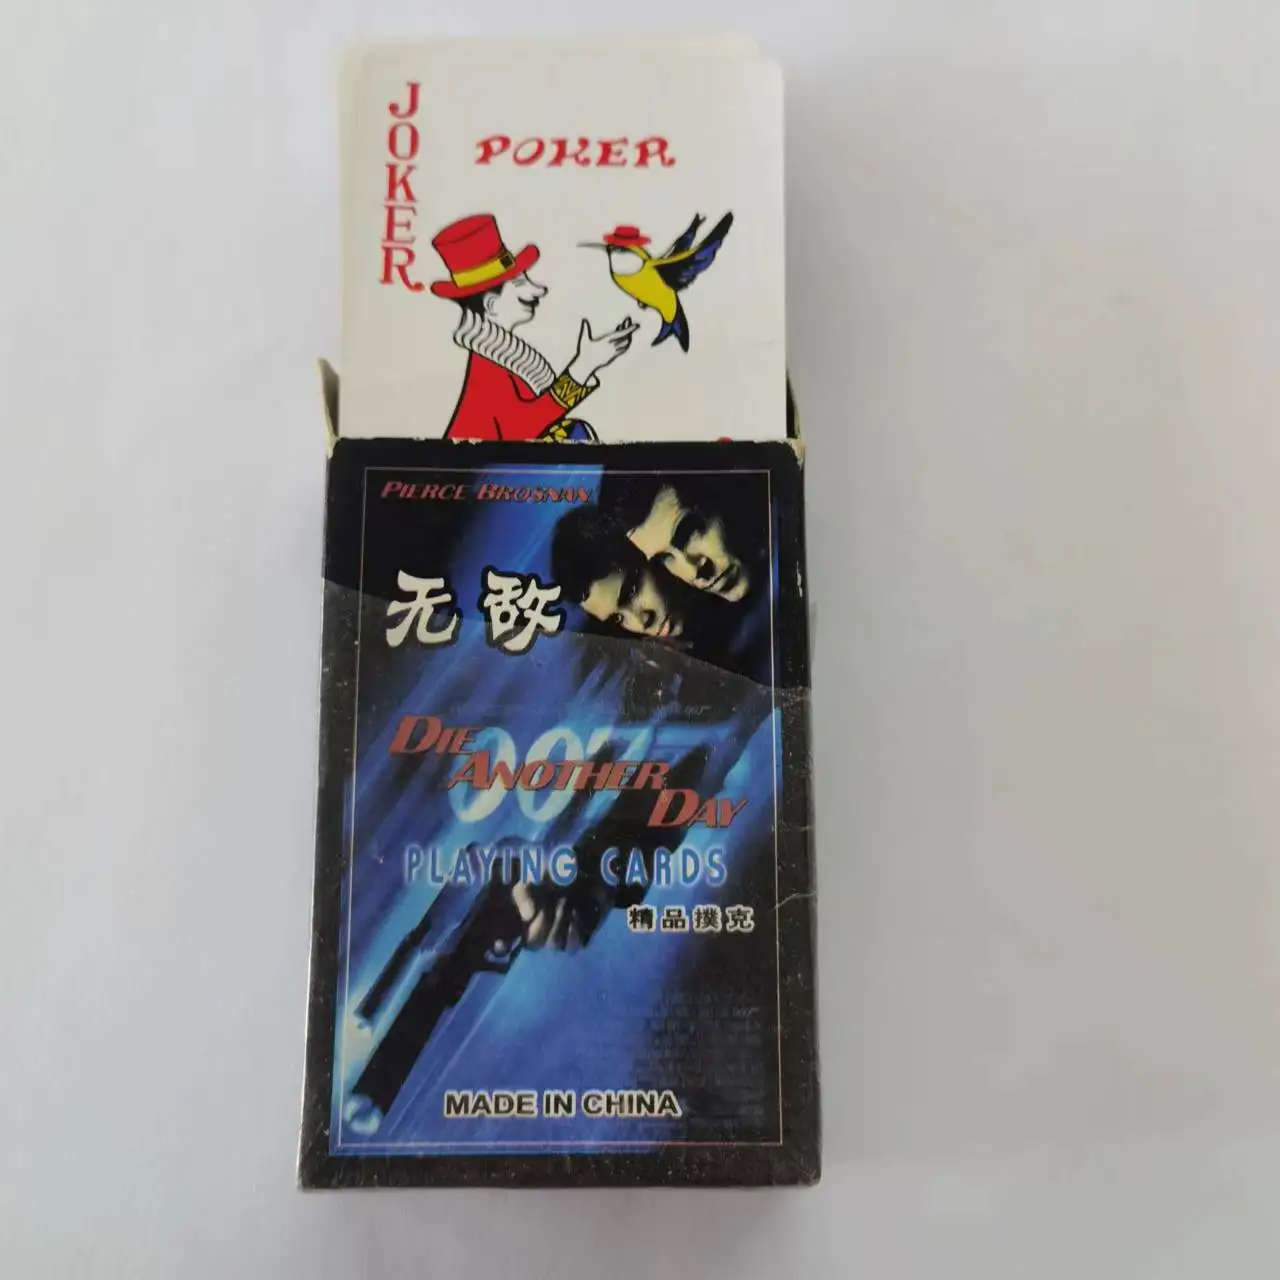 JOKER
POKER
PIERCE BROSNAN
无敌
007
DIE
ANOTHER
DAY
PLAYING CARDS
精品撲克
MADE IN CHINA